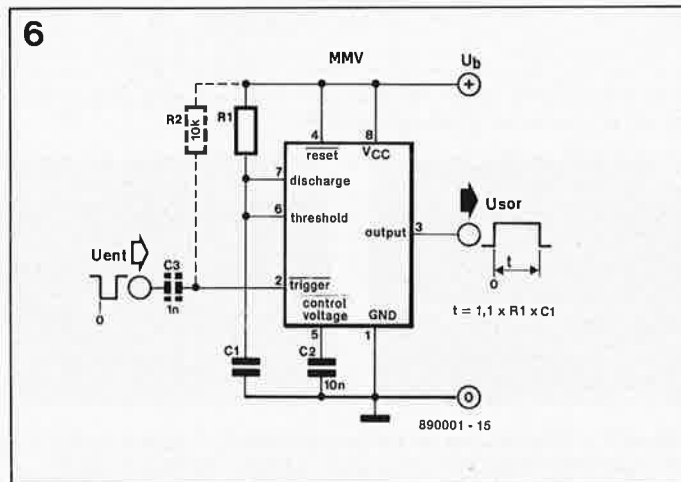 6
MMV
Ub
+
R2
10k
R1
4
8
reset
VCC
7
discharge
6
threshold
output
3
Usor
Uent
C3
1n
0
2
trigger
control
voltage
GND
5
1
0
t
t = 1,1 x R1 x C1
C1
C2
10n
0
890001 - 15